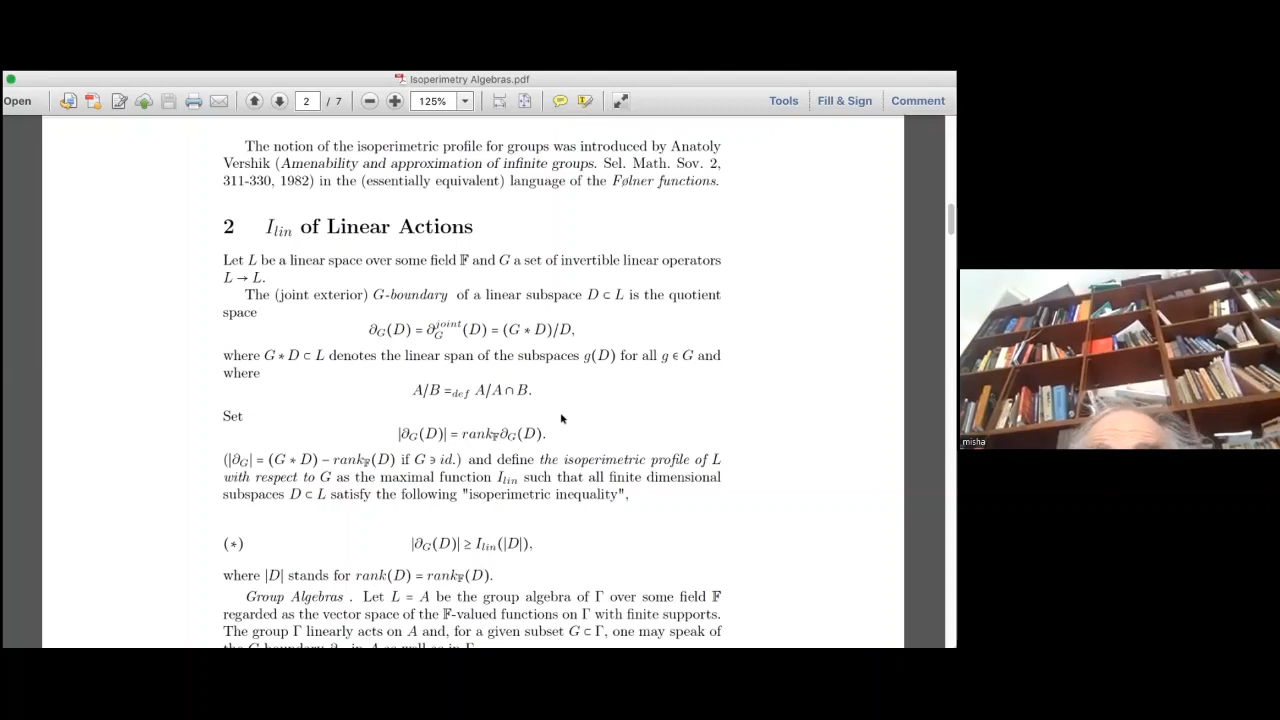 Isoperimetry Algebras.pdf
Open 2 / 7 125% Tools Fill & Sign Comment
The notion of the isoperimetric profile for groups was introduced by Anatoly
Vershik (Amenability and approximation of infinite groups. Sel. Math. Sov. 2,
311-330, 1982) in the (essentially equivalent) language of the Følner functions.
2 I_lin of Linear Actions
Let L be a linear space over some field 𝔽 and G a set of invertible linear operators
L → L.
The (joint exterior) G-boundary of a linear subspace D ⊂ L is the quotient
space
∂_G(D) = ∂_G^{joint}(D) = (G ∗ D)/D,
where G ∗ D ⊂ L denotes the linear span of the subspaces g(D) for all g ∈ G and
where
A/B =_def A/A ∩ B.
Set
|∂_G(D)| = rank_𝔽 ∂_G(D).
(|∂_G| = (G ∗ D) − rank_𝔽(D) if G ∋ id.) and define the isoperimetric profile of L
with respect to G as the maximal function I_lin such that all finite dimensional
subspaces D ⊂ L satisfy the following "isoperimetric inequality",
(∗) |∂_G(D)| ≥ I_lin(|D|),
where |D| stands for rank(D) = rank_𝔽(D).
Group Algebras . Let L = A be the group algebra of Γ over some field 𝔽
regarded as the vector space of the 𝔽-valued functions on Γ with finite supports.
The group Γ linearly acts on A and, for a given subset G ⊂ Γ, one may speak of
misha